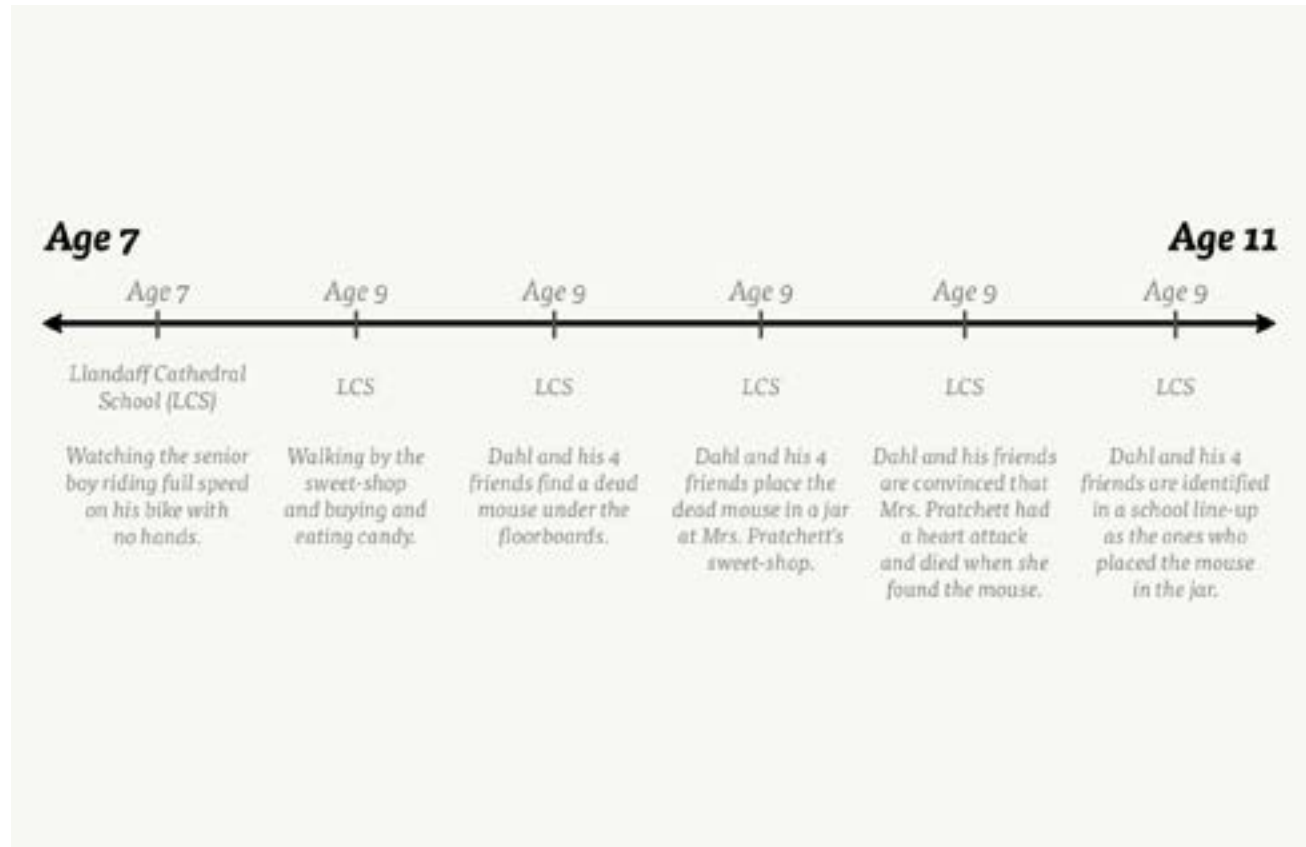 Age 7
Age 11
Age 7
Age 9
Age 9
Age 9
Age 9
Age 9
Llandaff Cathedral
School (LCS)
LCS
LCS
LCS
LCS
LCS
Watching the senior
boy riding full speed
on his bike with
no hands.
Walking by the
sweet-shop
and buying and
eating candy.
Dahl and his 4
friends find a dead
mouse under the
floorboards.
Dahl and his 4
friends place the
dead mouse in a jar
at Mrs. Pratchett's
sweet-shop.
Dahl and his friends
are convinced that
Mrs. Pratchett had
a heart attack
and died when she
found the mouse.
Dahl and his 4
friends are identified
in a school line-up
as the ones who
placed the mouse
in the jar.